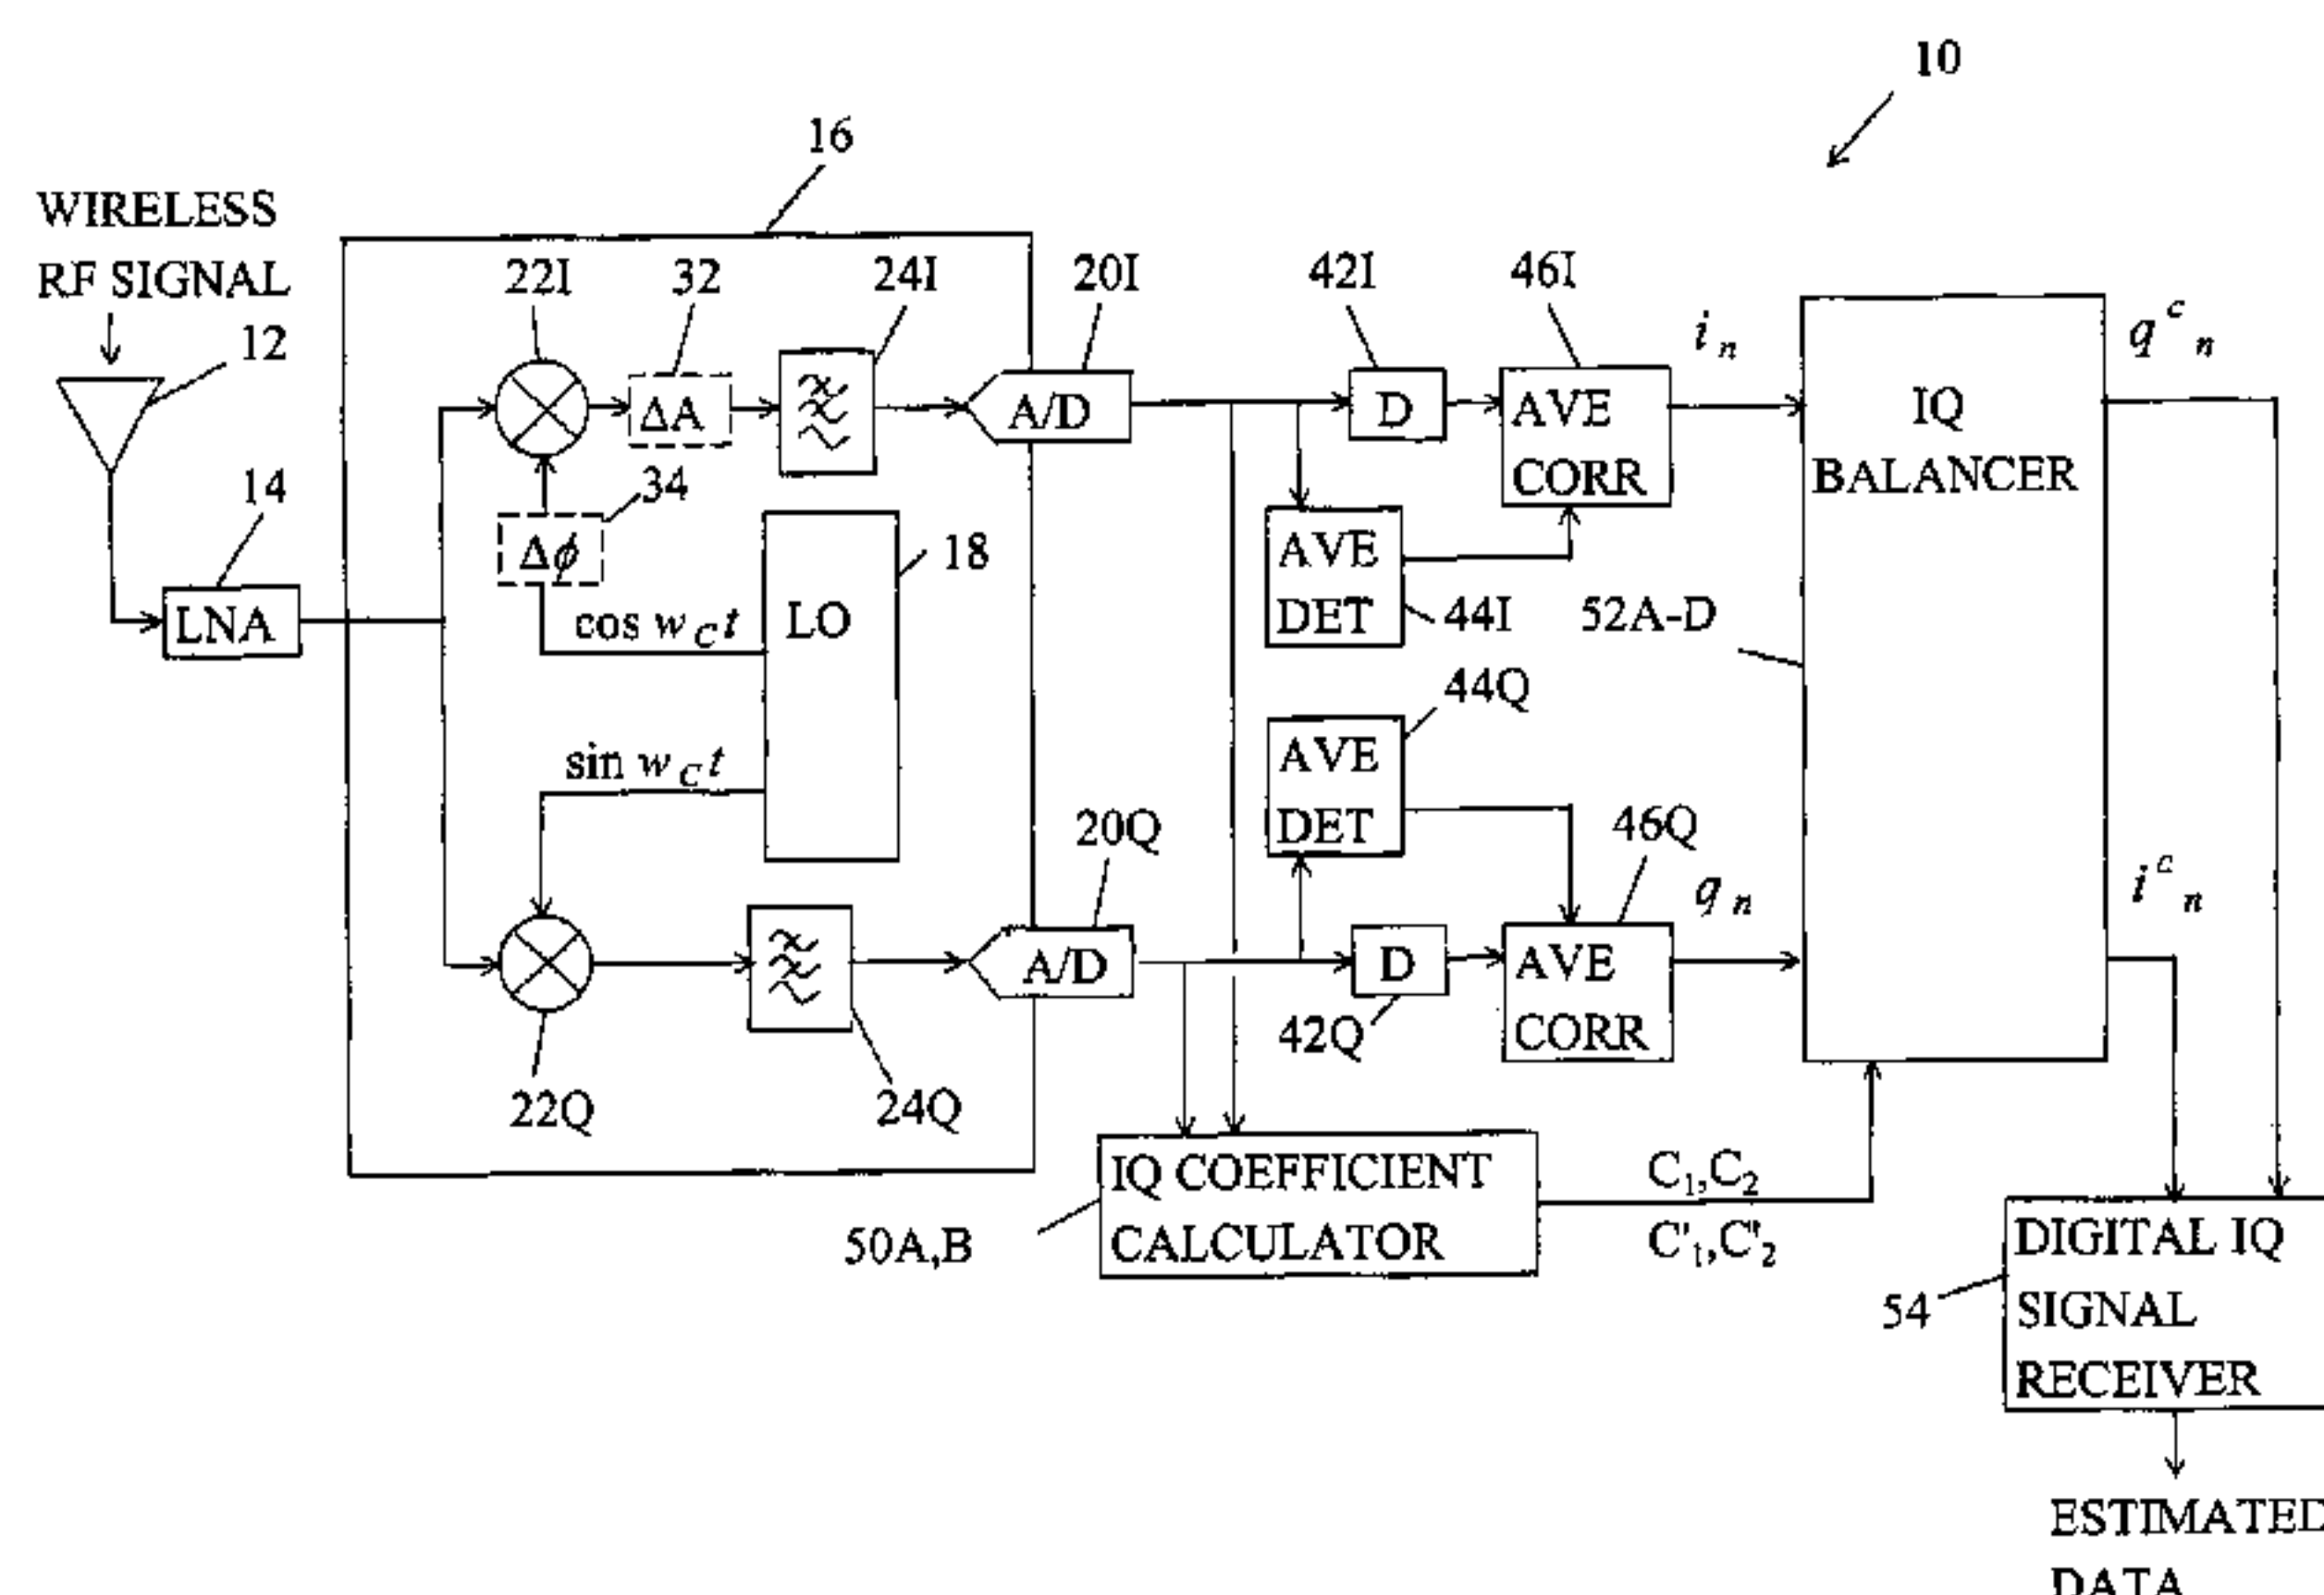 10
16
WIRELESS
RF SIGNAL
12
22I
32
24I
20I
42I
46I
i n
q c n
ΔA
A/D
D
AVE
CORR
IQ
BALANCER
14
34
Δϕ
18
AVE
DET
44I
52A-D
LNA
cos w C t
LO
44Q
AVE
DET
sin w C t
20Q
46Q
q n
i c n
A/D
D
AVE
CORR
42Q
22Q
24Q
IQ COEFFICIENT
CALCULATOR
50A,B
C1,C2
C'1,C'2
DIGITAL IQ
SIGNAL
RECEIVER
54
ESTIMATED
DATA